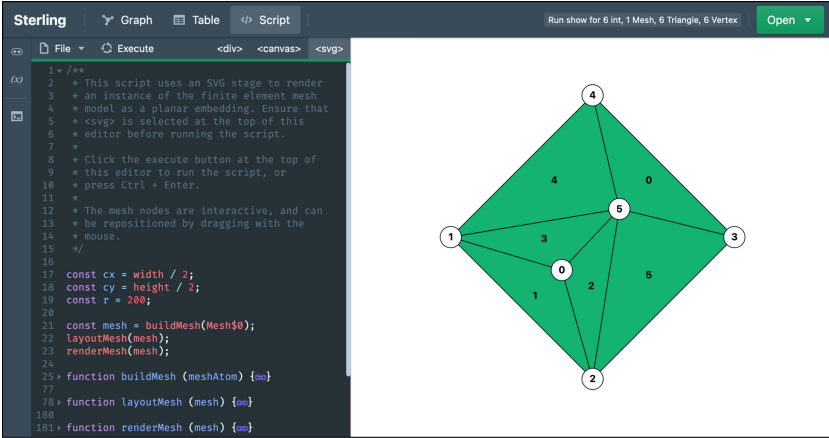 Sterling
Graph
Table
</> Script
Run show for 6 int, 1 Mesh, 6 Triangle, 6 Vertex
Open
File
Execute
<div>
<canvas>
<svg>
(x)
1 /**
2 * This script uses an SVG stage to render
3 * an instance of the finite element mesh
4 * model as a planar embedding. Ensure that
5 * <svg> is selected at the top of this
6 * editor before running the script.
7 *
8 * Click the execute button at the top of
9 * this editor to run the script, or
10 * press Ctrl + Enter.
11 *
12 * The mesh nodes are interactive, and can
13 * be repositioned by dragging with the
14 * mouse.
15 */
16
17 const cx = width / 2;
18 const cy = height / 2;
19 const r = 200;
20
21 const mesh = buildMesh(Mesh$0);
22 layoutMesh(mesh);
23 renderMesh(mesh);
24
25 function buildMesh (meshAtom) {}
77
78 function layoutMesh (mesh) {}
180
181 function renderMesh (mesh) {}
4
4
0
5
1
3
3
0
2
5
1
2